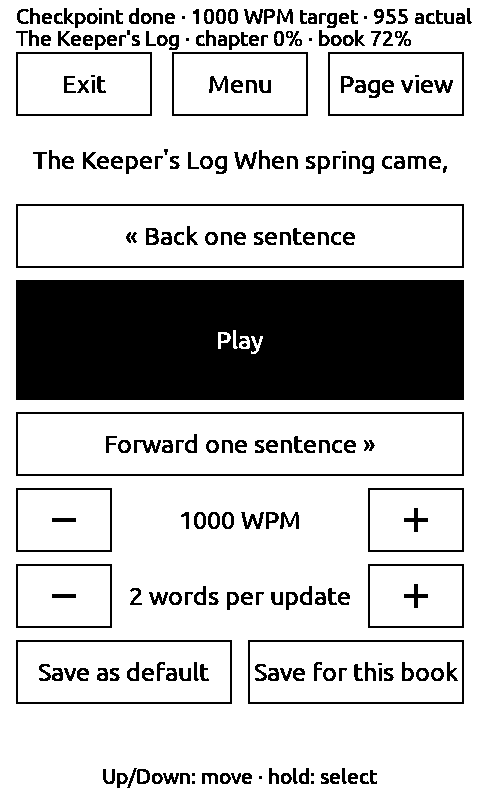 Checkpoint done · 1000 WPM target · 955 actual
The Keeper's Log · chapter 0% · book 72%
Exit Menu Page view
The Keeper's Log When spring came,
« Back one sentence
Play
Forward one sentence »
− 1000 WPM +
− 2 words per update +
Save as default Save for this book
Up/Down: move · hold: select